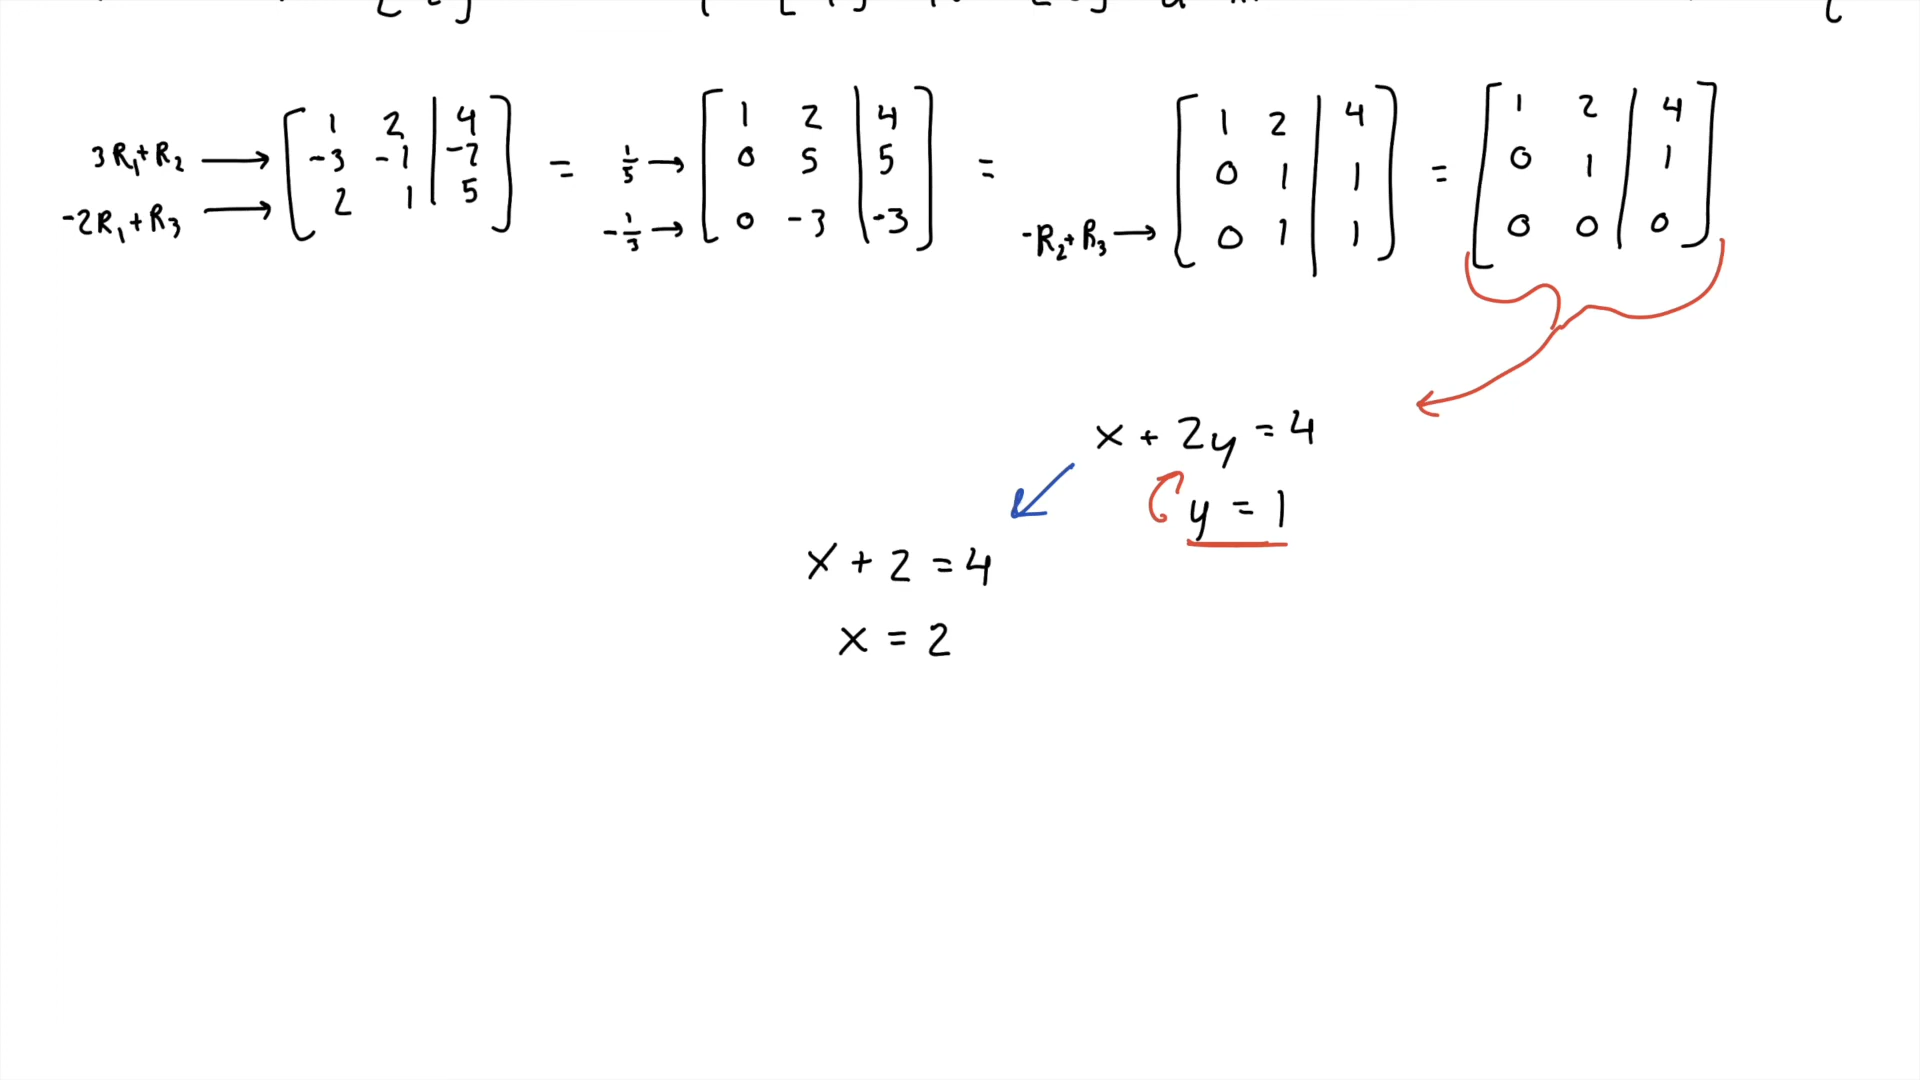 3R₁+R₂ → [ 1 2 | 4 ] = [ 1 2 | 4 ] = [ 1 2 | 4 ] = [ 1 2 | 4 ]
-2R₁+R₃ → [ -3 -1 | -7 ] 1/5 → [ 0 5 | 5 ] [ 0 1 | 1 ] [ 0 1 | 1 ]
[ 2 1 | 5 ] -1/3 → [ 0 -3 | -3 ] -R₂+R₃ → [ 0 1 | 1 ] [ 0 0 | 0 ]
x + 2y = 4
y = 1
x + 2 = 4
x = 2